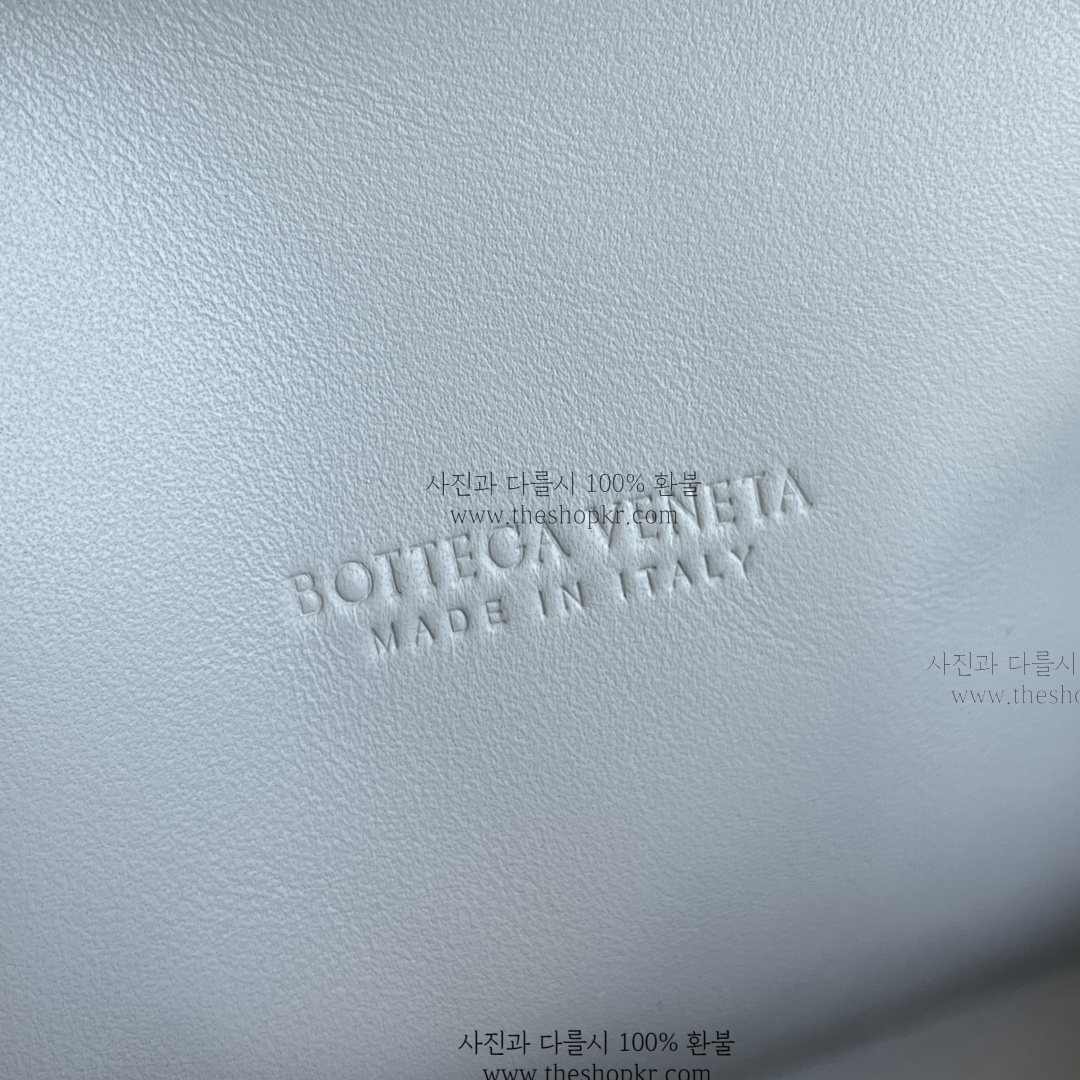 사진과 다를시 100% 환불
www.theshopkr.com
BOTTEGA VENETA
MADE IN ITALY
사진과 다를시
www.thesho
사진과 다를시 100% 환불
www.theshopkr.com